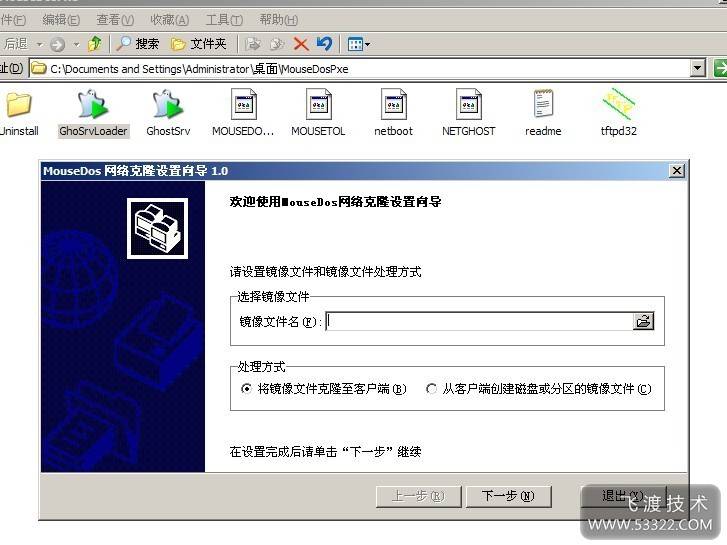 件(F) 编辑(E) 查看(V) 收藏(A) 工具(T) 帮助(H)
后退 搜索 文件夹
址(D) C:\Documents and Settings\Administrator\桌面\MouseDosPxe
Uninstall GhoSrvLoader GhostSrv MOUSEDO... MOUSETOL netboot NETGHOST readme tftpd32
MouseDos 网络克隆设置向导 1.0
欢迎使用MouseDos网络克隆设置向导
请设置镜像文件和镜像文件处理方式
选择镜像文件
镜像文件名(F):
处理方式
将镜像文件克隆至客户端(B) 从客户端创建磁盘或分区的镜像文件(C)
在设置完成后请单击“下一步”继续
上一步(R) 下一步(N) 退出(X)
飞渡技术
WWW.53322.COM